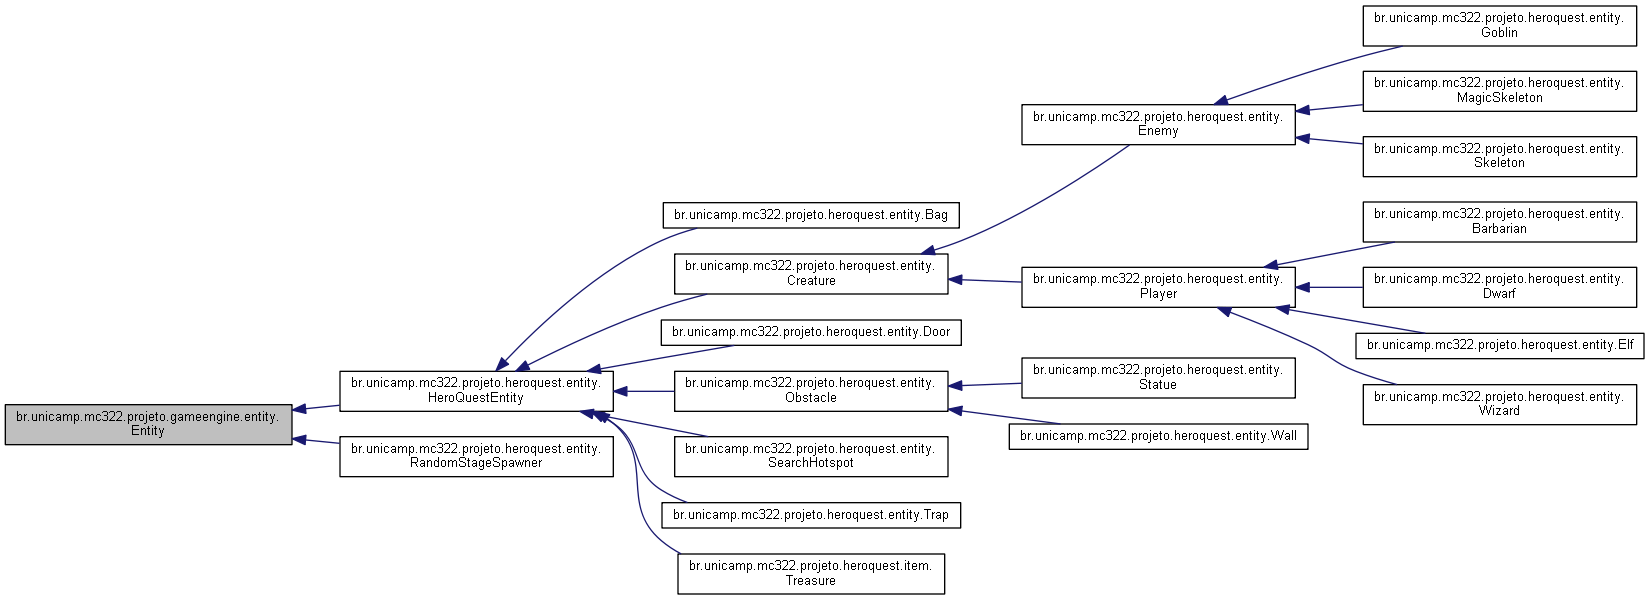 br.unicamp.mc322.projeto.gameengine.entity.
Entity
br.unicamp.mc322.projeto.heroquest.entity.
HeroQuestEntity
br.unicamp.mc322.projeto.heroquest.entity.
RandomStageSpawner
br.unicamp.mc322.projeto.heroquest.entity.Bag
br.unicamp.mc322.projeto.heroquest.entity.
Creature
br.unicamp.mc322.projeto.heroquest.entity.Door
br.unicamp.mc322.projeto.heroquest.entity.
Obstacle
br.unicamp.mc322.projeto.heroquest.entity.
SearchHotspot
br.unicamp.mc322.projeto.heroquest.entity.Trap
br.unicamp.mc322.projeto.heroquest.item.
Treasure
br.unicamp.mc322.projeto.heroquest.entity.
Enemy
br.unicamp.mc322.projeto.heroquest.entity.
Player
br.unicamp.mc322.projeto.heroquest.entity.
Statue
br.unicamp.mc322.projeto.heroquest.entity.Wall
br.unicamp.mc322.projeto.heroquest.entity.
Goblin
br.unicamp.mc322.projeto.heroquest.entity.
MagicSkeleton
br.unicamp.mc322.projeto.heroquest.entity.
Skeleton
br.unicamp.mc322.projeto.heroquest.entity.
Barbarian
br.unicamp.mc322.projeto.heroquest.entity.
Dwarf
br.unicamp.mc322.projeto.heroquest.entity.Elf
br.unicamp.mc322.projeto.heroquest.entity.
Wizard